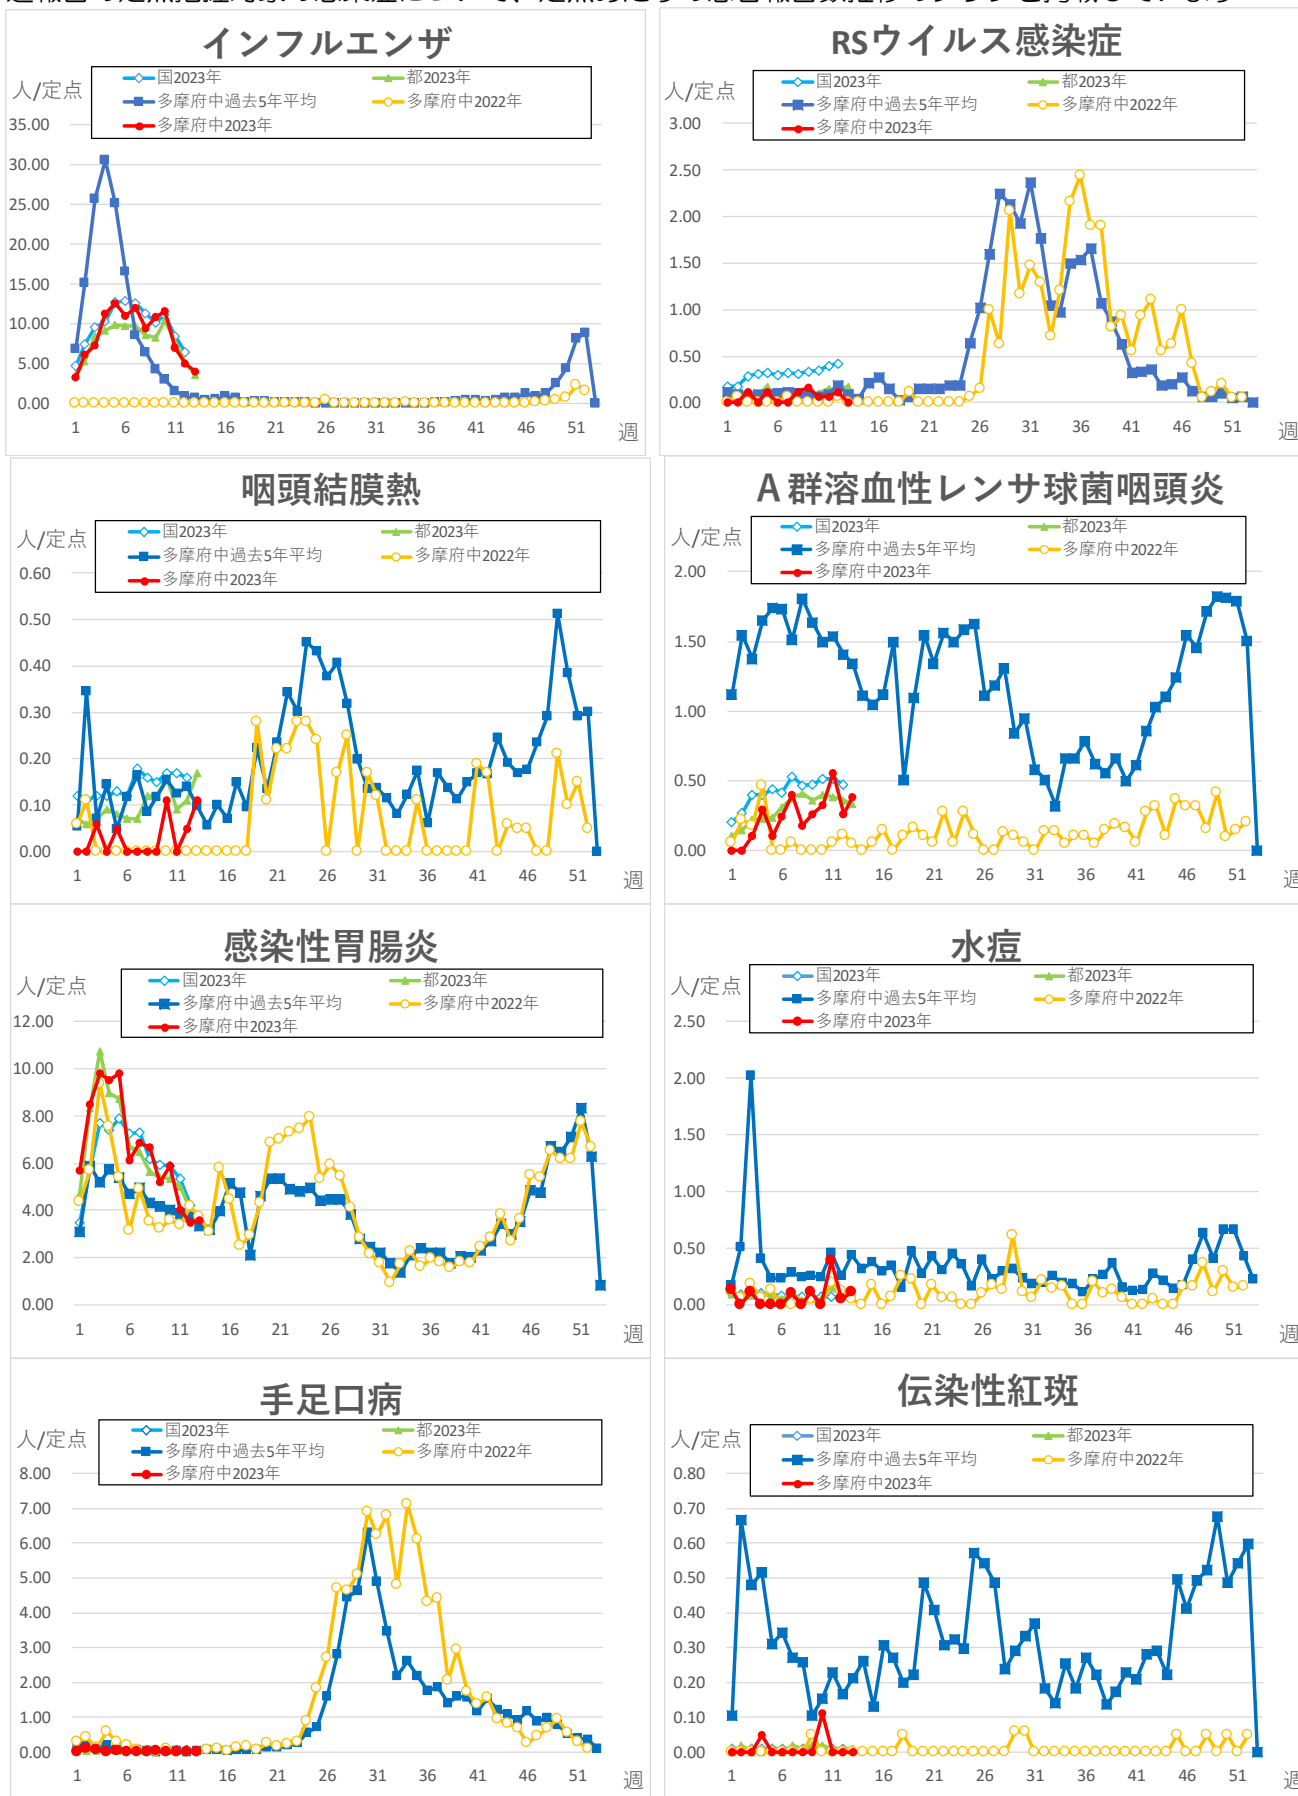 インフルエンザ
国2023年
都2023年
人/定点
多摩府中過去5年平均
多摩府中2022年
多摩府中2023年
35.00
30.00
25.00
20.00
15.00
10.00
5.00
0.00
1 6 11 16 21 26 31 36 41 46 51
週
RSウイルス感染症
国2023年
都2023年
人/定点
多摩府中過去5年平均
多摩府中2022年
多摩府中2023年
3.00
2.50
2.00
1.50
1.00
0.50
0.00
1 6 11 16 21 26 31 36 41 46 51
週
咽頭結膜熱
国2023年
都2023年
人/定点
多摩府中過去5年平均
多摩府中2022年
多摩府中2023年
0.60
0.50
0.40
0.30
0.20
0.10
0.00
1 6 11 16 21 26 31 36 41 46 51
週
A群溶血性レンサ球菌咽頭炎
国2023年
都2023年
人/定点
多摩府中過去5年平均
多摩府中2022年
多摩府中2023年
2.00
1.50
1.00
0.50
0.00
1 6 11 16 21 26 31 36 41 46 51
週
感染性胃腸炎
国2023年
都2023年
人/定点
多摩府中過去5年平均
多摩府中2022年
多摩府中2023年
12.00
10.00
8.00
6.00
4.00
2.00
0.00
1 6 11 16 21 26 31 36 41 46 51
週
水痘
国2023年
都2023年
人/定点
多摩府中過去5年平均
多摩府中2022年
多摩府中2023年
2.50
2.00
1.50
1.00
0.50
0.00
1 6 11 16 21 26 31 36 41 46 51
週
手足口病
国2023年
都2023年
人/定点
多摩府中過去5年平均
多摩府中2022年
多摩府中2023年
8.00
7.00
6.00
5.00
4.00
3.00
2.00
1.00
0.00
1 6 11 16 21 26 31 36 41 46 51
週
伝染性紅斑
国2023年
都2023年
人/定点
多摩府中過去5年平均
多摩府中2022年
多摩府中2023年
0.80
0.70
0.60
0.50
0.40
0.30
0.20
0.10
0.00
1 6 11 16 21 26 31 36 41 46 51
週